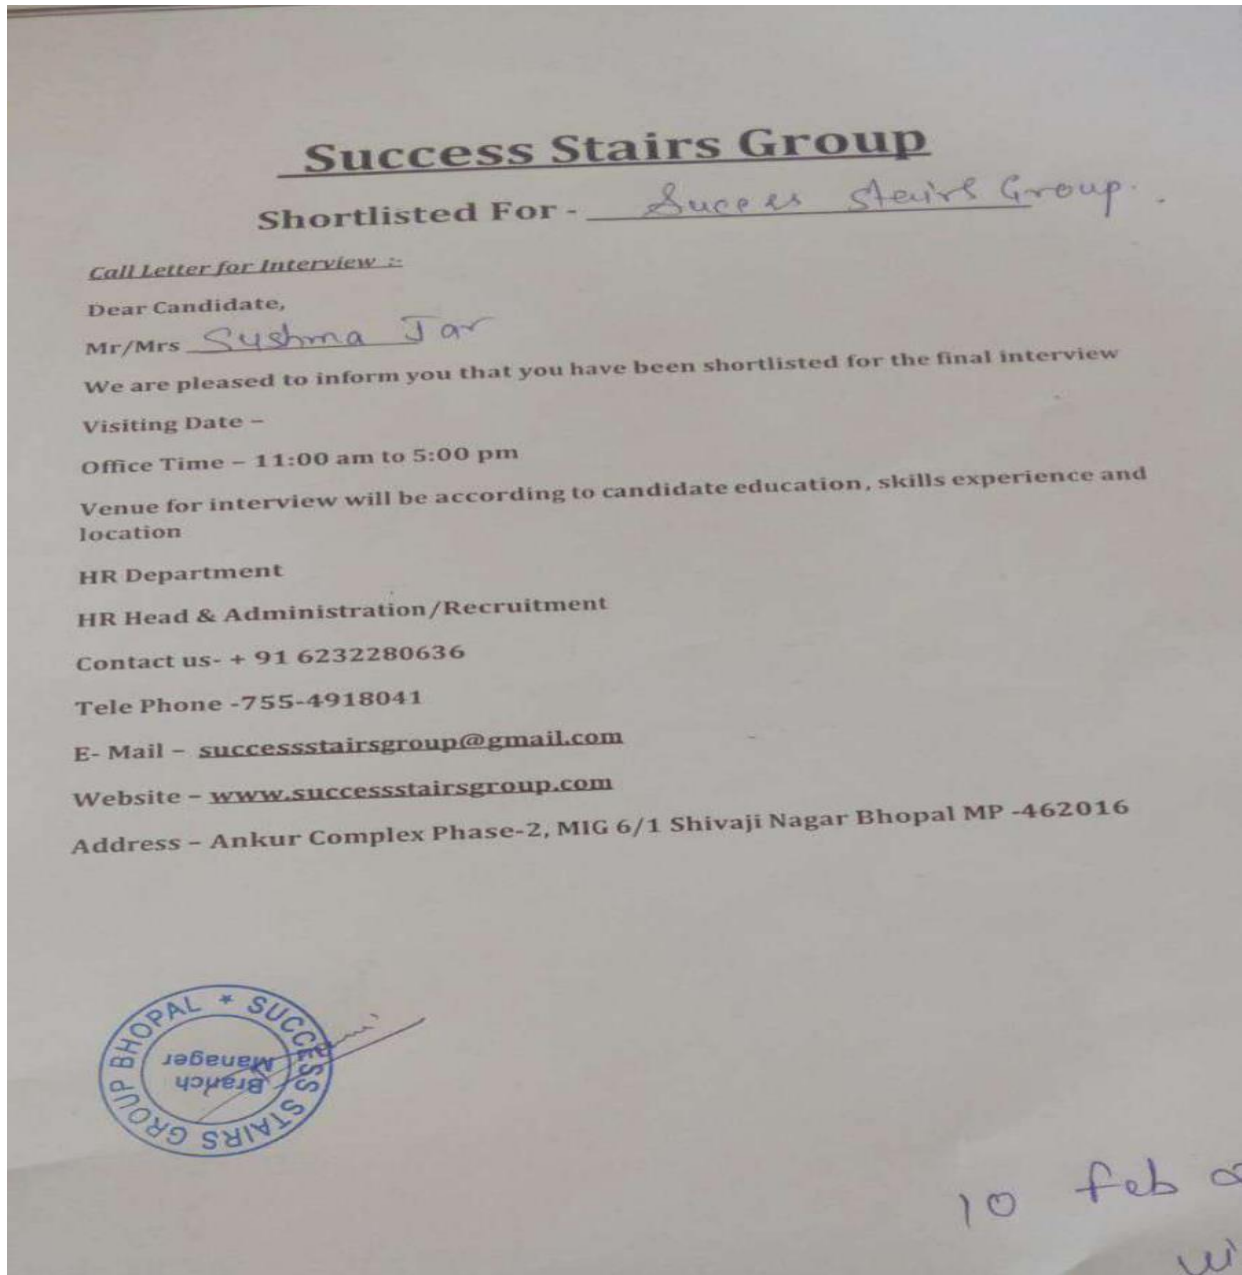 Success Stairs Group
Shortlisted For - Success Stairs Group.
Call Letter for Interview :-
Dear Candidate,
Mr/Mrs Sushma Jar
We are pleased to inform you that you have been shortlisted for the final interview
Visiting Date –
Office Time – 11:00 am to 5:00 pm
Venue for interview will be according to candidate education, skills experience and
location
HR Department
HR Head & Administration/Recruitment
Contact us- + 91 6232280636
Tele Phone -755-4918041
E- Mail – successstairsgroup@gmail.com
Website – www.successstairsgroup.com
Address – Ankur Complex Phase-2, MIG 6/1 Shivaji Nagar Bhopal MP -462016
SUCCESS STAIRS GROUP BHOPAL *
Branch
Manager
10 feb